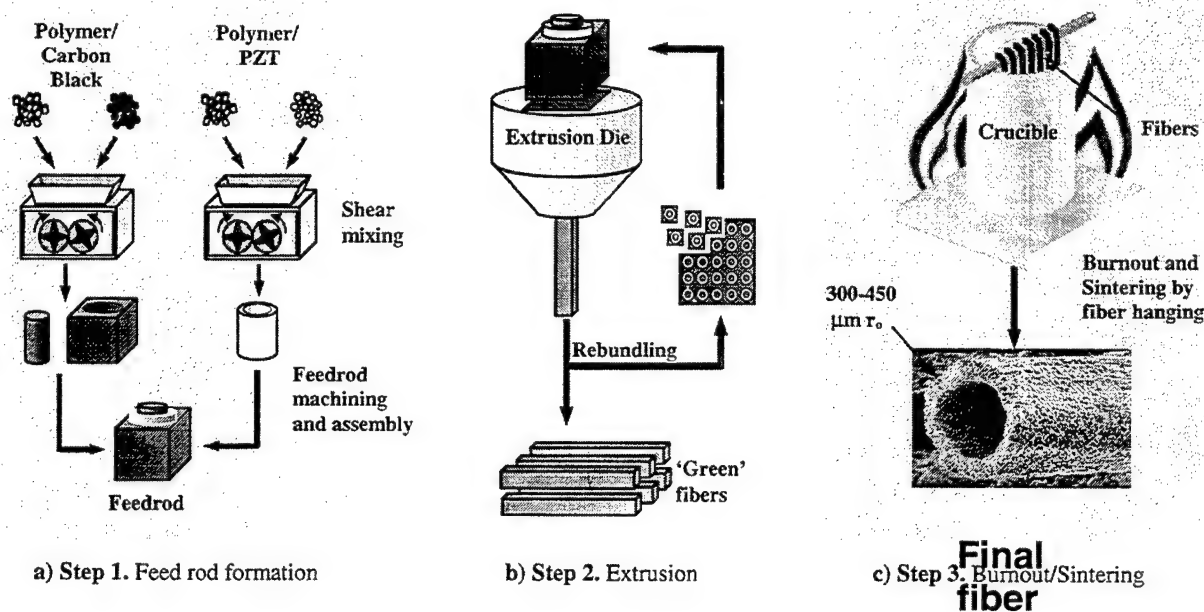 Polymer/
Carbon
Black
Polymer/
PZT
Shear
mixing
Feedrod
machining
and assembly
Feedrod
a) Step 1. Feed rod formation
Extrusion Die
Rebundling
'Green'
fibers
b) Step 2. Extrusion
Crucible
Fibers
Burnout and
Sintering by
fiber hanging
300-450
μm rₒ
c) Step 3. Burnout/Sintering
Final
fiber